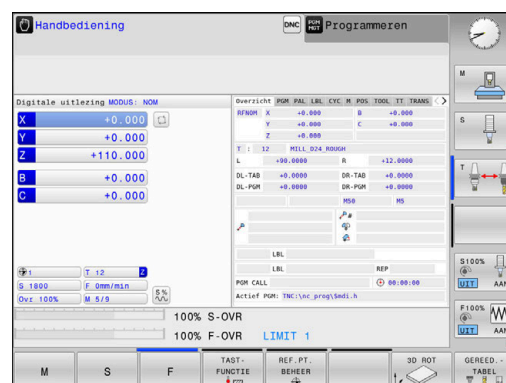 Handbediening
DNC
PGM MGT
Programmeren
Digitale uitlezing MODUS: NOM
X +0.000
Y +0.000
Z +110.000
B +0.000
C +0.000
1 T 12 Z
S 1800 F 0mm/min
Ovr 100% M 5/9
S %
Overzicht PGM PAL LBL CYC M POS TOOL TT TRANS
RFNOM X +0.000 B +0.000
Y +0.000 C +0.000
Z +0.000
T : 12 MILL_D24_ROUGH
L +90.0000 R +12.0000
DL-TAB +0.0000 DR-TAB +0.0000
DL-PGM +0.0000 DR-PGM +0.0000
M50 M5
P #
P
LBL
LBL REP
PGM CALL 00:00:00
Actief PGM: TNC:\nc_prog\$mdi.h
100% S-OVR
100% F-OVR LIMIT 1
M
S
T
S100%
UIT AAN
F100%
UIT AAN
M
S
F
TAST-
FUNCTIE
REF.PT.
BEHEER
3D ROT
GEREED.-
TABEL